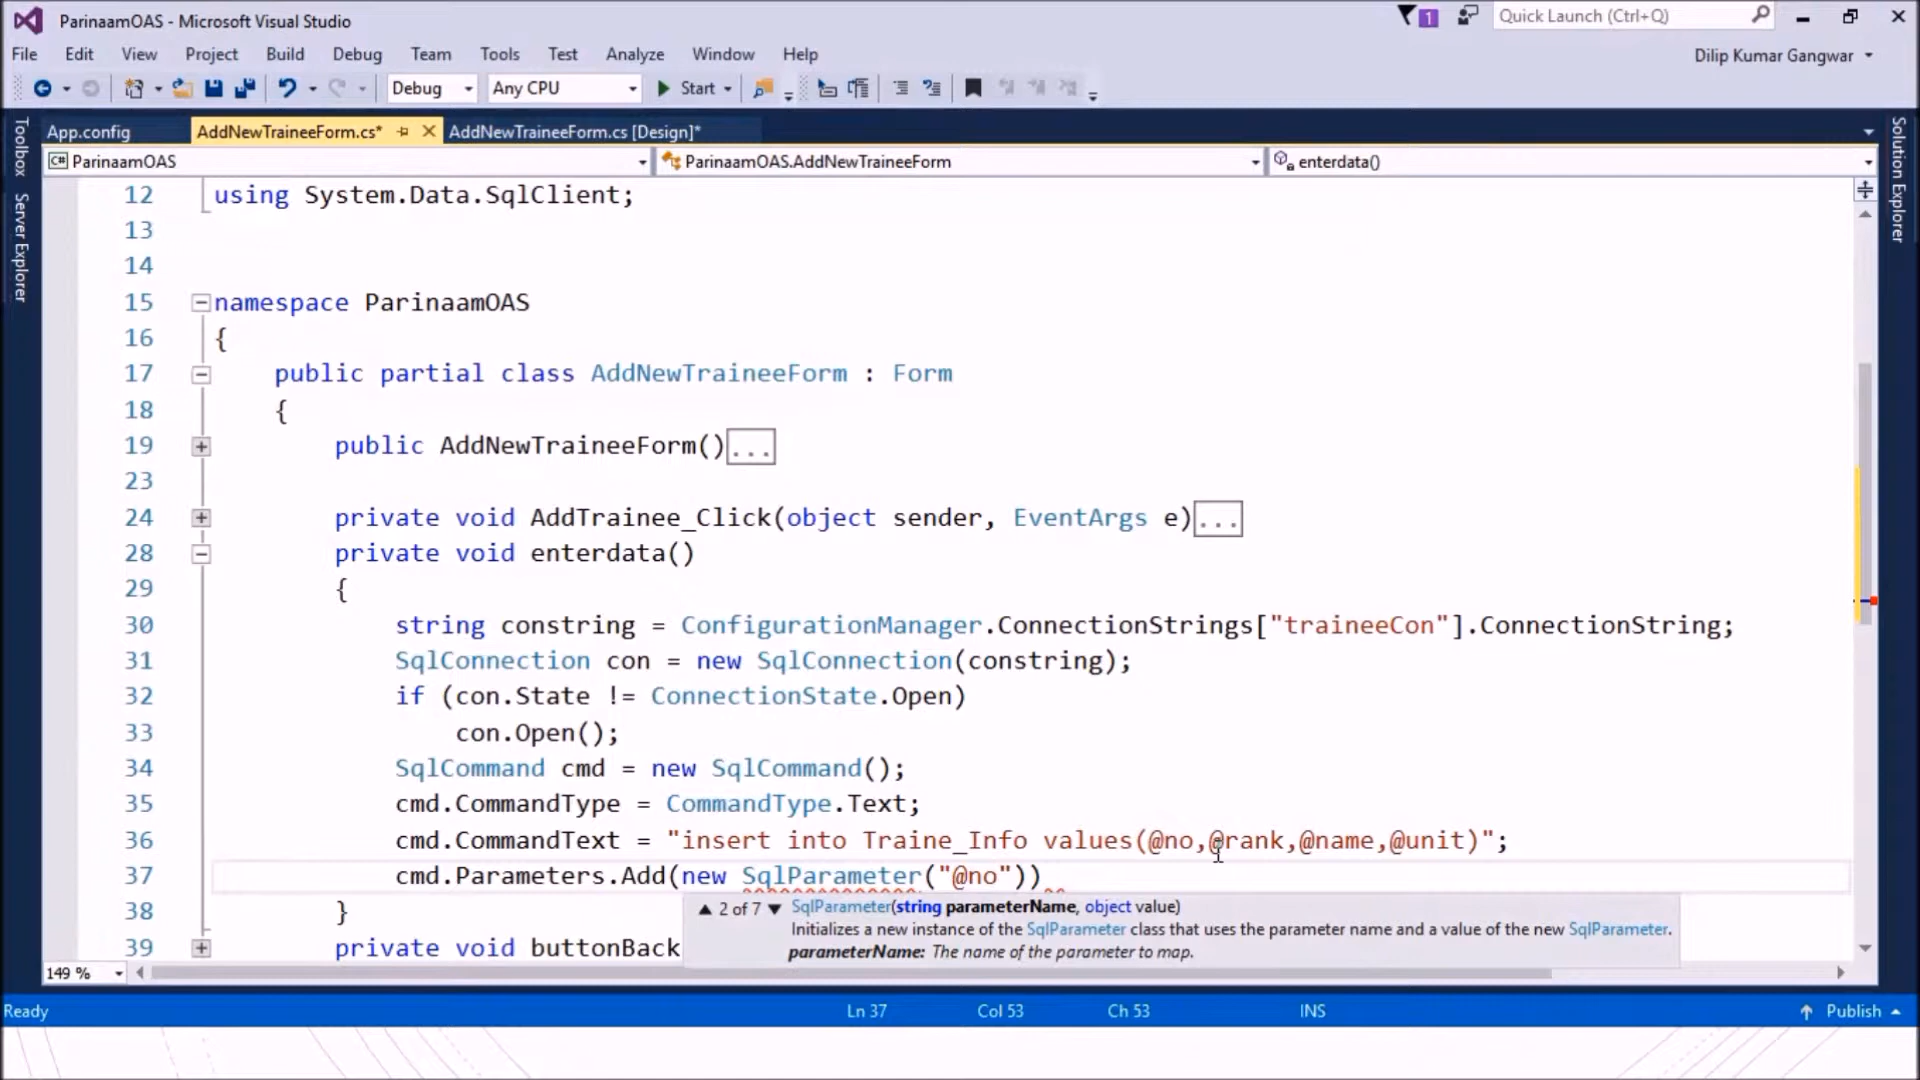 ParinaamOAS - Microsoft Visual Studio
1
Quick Launch (Ctrl+Q)
File Edit View Project Build Debug Team Tools Test Analyze Window Help
Dilip Kumar Gangwar
Debug Any CPU Start
App.config AddNewTraineeForm.cs* AddNewTraineeForm.cs [Design]*
Toolbox
Server Explorer
Solution Explorer
C# ParinaamOAS ParinaamOAS.AddNewTraineeForm enterdata()
12 using System.Data.SqlClient;
13
14
15 namespace ParinaamOAS
16 {
17 public partial class AddNewTraineeForm : Form
18 {
19 public AddNewTraineeForm()...
23
24 private void AddTrainee_Click(object sender, EventArgs e)...
28 private void enterdata()
29 {
30 string constring = ConfigurationManager.ConnectionStrings["traineeCon"].ConnectionString;
31 SqlConnection con = new SqlConnection(constring);
32 if (con.State != ConnectionState.Open)
33 con.Open();
34 SqlCommand cmd = new SqlCommand();
35 cmd.CommandType = CommandType.Text;
36 cmd.CommandText = "insert into Traine_Info values(@no,@rank,@name,@unit)";
37 cmd.Parameters.Add(new SqlParameter("@no"))
38 }
39 private void buttonBack
▲ 2 of 7 ▼ SqlParameter(string parameterName, object value)
Initializes a new instance of the SqlParameter class that uses the parameter name and a value of the new SqlParameter.
parameterName: The name of the parameter to map.
149 %
Ready Ln 37 Col 53 Ch 53 INS Publish